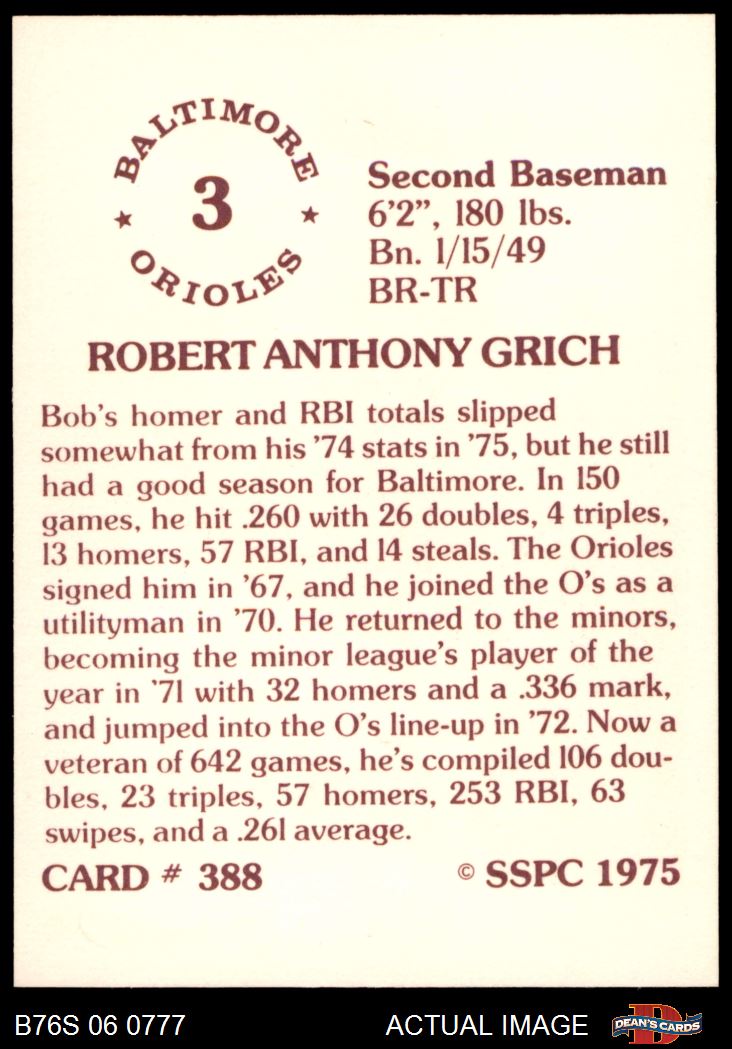 BALTIMORE
3
ORIOLES
Second Baseman
6'2", 180 lbs.
Bn. 1/15/49
BR-TR
ROBERT ANTHONY GRICH
Bob's homer and RBI totals slipped
somewhat from his '74 stats in '75, but he still
had a good season for Baltimore. In 150
games, he hit .260 with 26 doubles, 4 triples,
13 homers, 57 RBI, and 14 steals. The Orioles
signed him in '67, and he joined the O's as a
utilityman in '70. He returned to the minors,
becoming the minor league's player of the
year in '71 with 32 homers and a .336 mark,
and jumped into the O's line-up in '72. Now a
veteran of 642 games, he's compiled 106 dou-
bles, 23 triples, 57 homers, 253 RBI, 63
swipes, and a .261 average.
CARD # 388 © SSPC 1975
B76S 06 0777 ACTUAL IMAGE DEAN'S CARDS